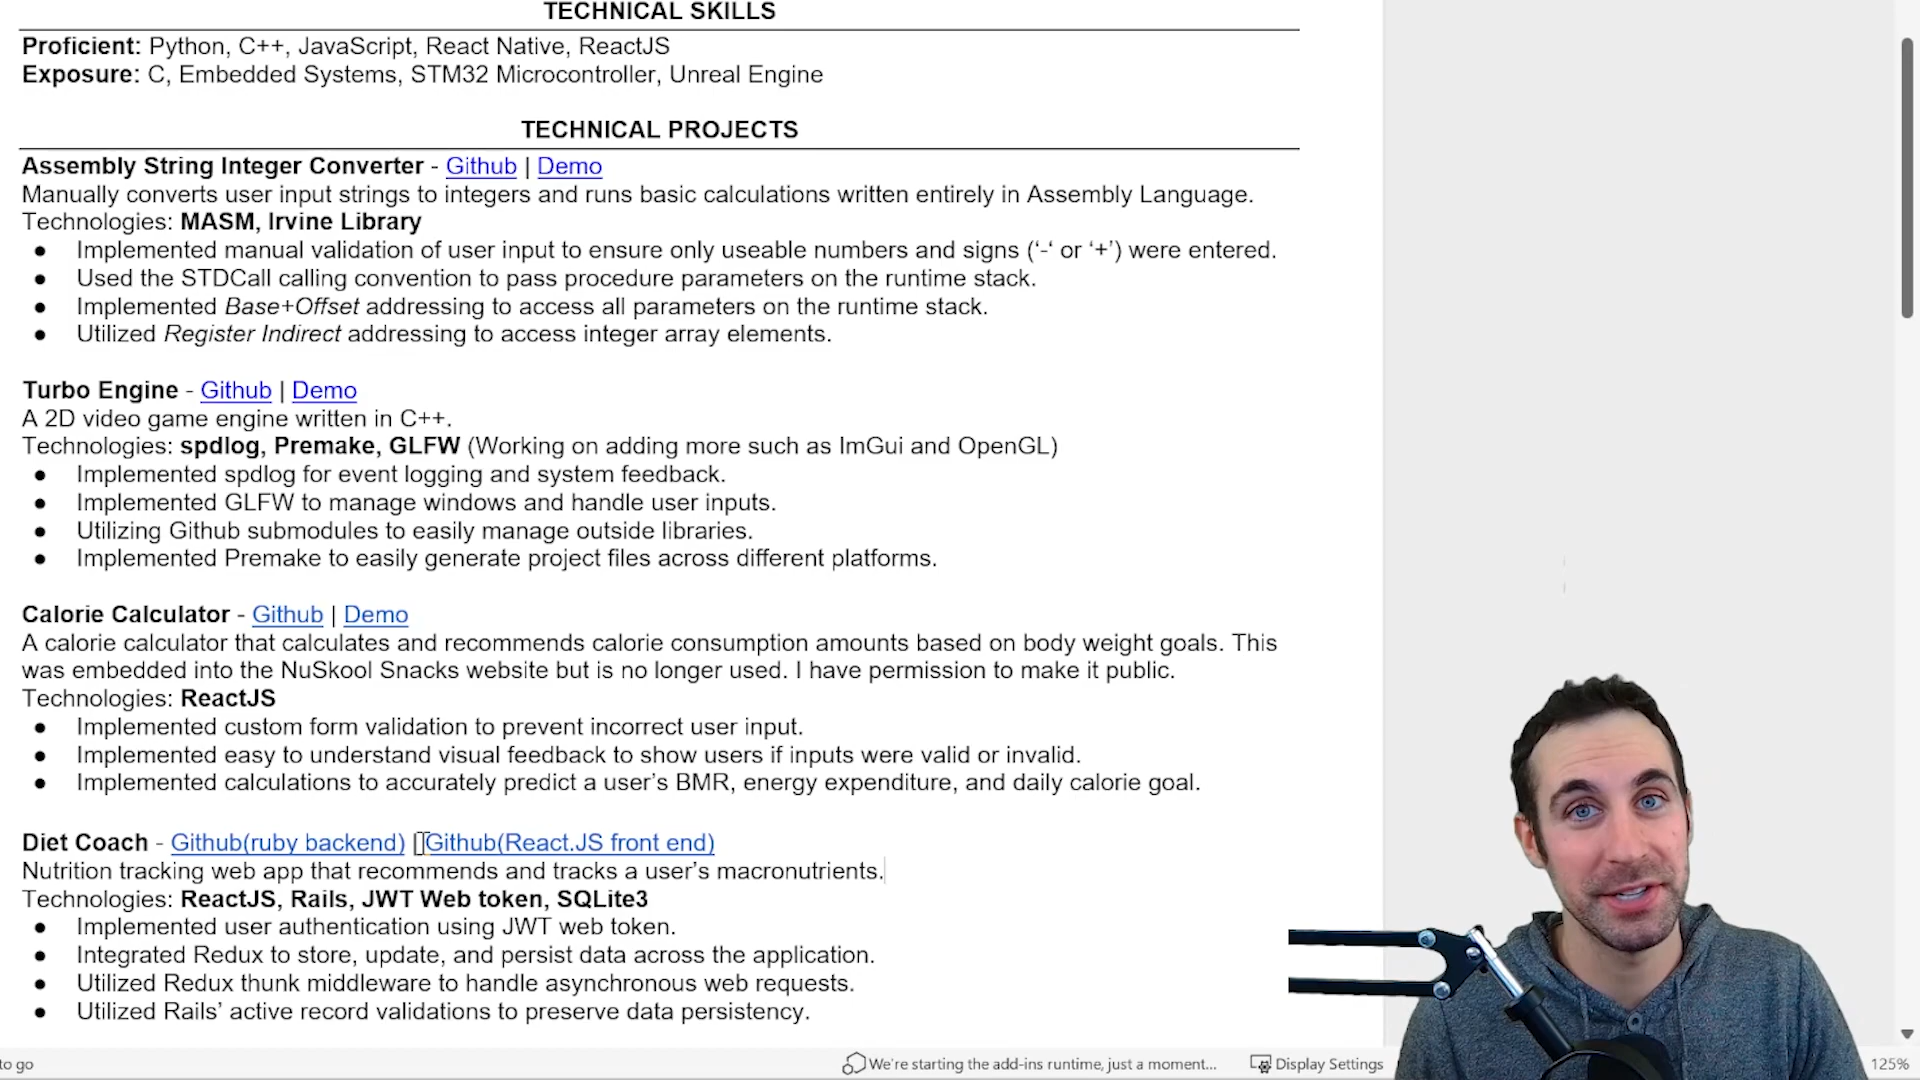 TECHNICAL SKILLS
Proficient: Python, C++, JavaScript, React Native, ReactJS
Exposure: C, Embedded Systems, STM32 Microcontroller, Unreal Engine
TECHNICAL PROJECTS
Assembly String Integer Converter - Github | Demo
Manually converts user input strings to integers and runs basic calculations written entirely in Assembly Language.
Technologies: MASM, Irvine Library
● Implemented manual validation of user input to ensure only useable numbers and signs (‘-‘ or ‘+’) were entered.
● Used the STDCall calling convention to pass procedure parameters on the runtime stack.
● Implemented Base+Offset addressing to access all parameters on the runtime stack.
● Utilized Register Indirect addressing to access integer array elements.
Turbo Engine - Github | Demo
A 2D video game engine written in C++.
Technologies: spdlog, Premake, GLFW (Working on adding more such as ImGui and OpenGL)
● Implemented spdlog for event logging and system feedback.
● Implemented GLFW to manage windows and handle user inputs.
● Utilizing Github submodules to easily manage outside libraries.
● Implemented Premake to easily generate project files across different platforms.
Calorie Calculator - Github | Demo
A calorie calculator that calculates and recommends calorie consumption amounts based on body weight goals. This
was embedded into the NuSkool Snacks website but is no longer used. I have permission to make it public.
Technologies: ReactJS
● Implemented custom form validation to prevent incorrect user input.
● Implemented easy to understand visual feedback to show users if inputs were valid or invalid.
● Implemented calculations to accurately predict a user’s BMR, energy expenditure, and daily calorie goal.
Diet Coach - Github(ruby backend) | Github(React.JS front end)
Nutrition tracking web app that recommends and tracks a user’s macronutrients.
Technologies: ReactJS, Rails, JWT Web token, SQLite3
● Implemented user authentication using JWT web token.
● Integrated Redux to store, update, and persist data across the application.
● Utilized Redux thunk middleware to handle asynchronous web requests.
● Utilized Rails’ active record validations to preserve data persistency.
to go We're starting the add-ins runtime, just a moment... Display Settings 125%